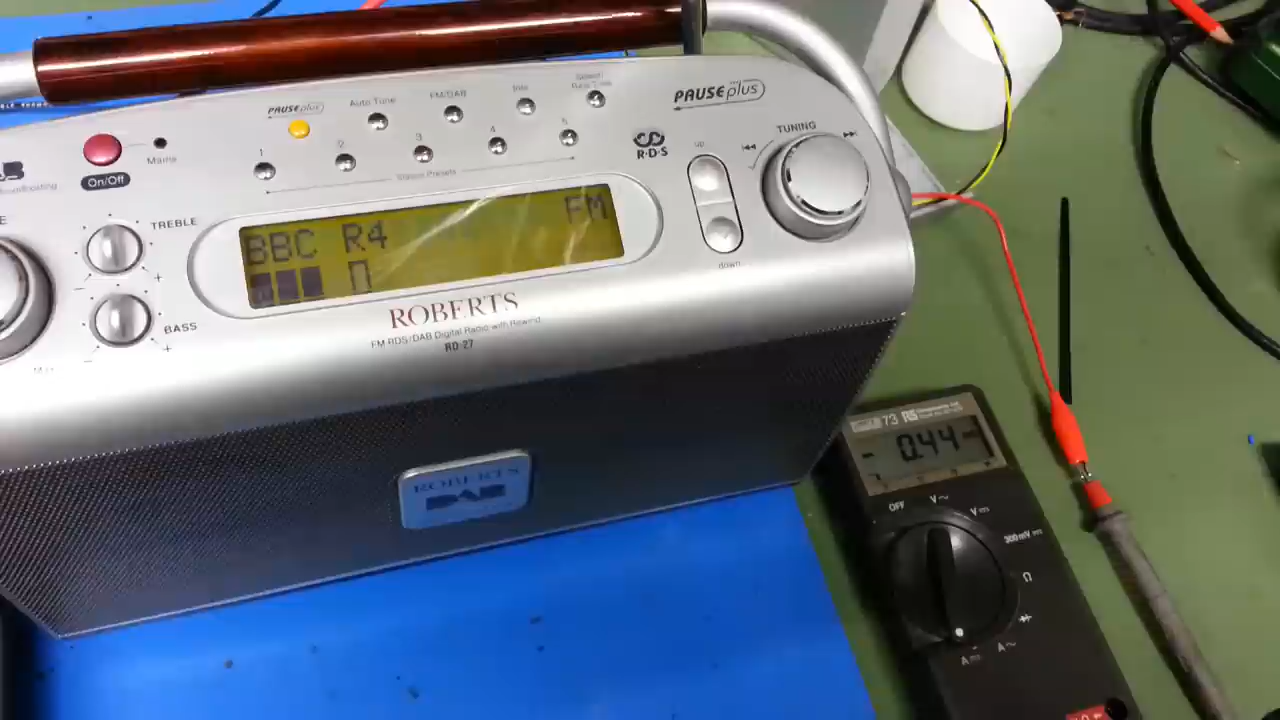 PAUSE plus
Auto Tune
FM/DAB
Info
PAUSE plus
On/Off
Mains
1
2
3
4
5
Station Presets
R·D·S
up
down
TUNING
TREBLE
- +
BASS
- +
BBC R4 FM
ROBERTS
FM RDS/DAB Digital Radio with Rewind
RD-27
ROBERTS
DAB
73 RS
- 0.44
OFF
V~
V
300mV
Ω
A
A~